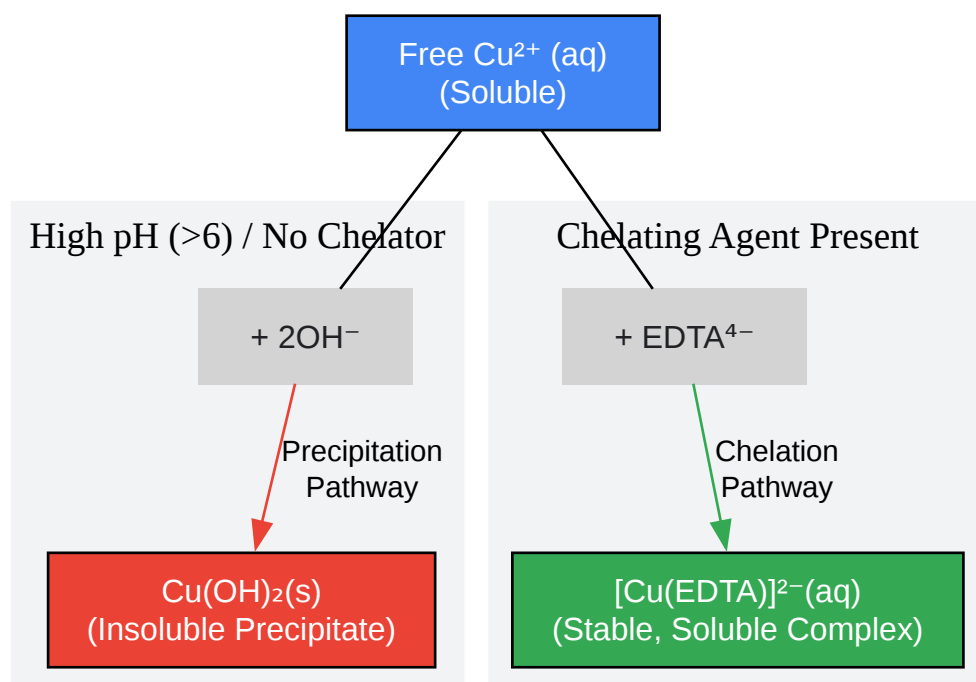 Free Cu²⁺ (aq)
(Soluble)
High pH (>6) / No Chelator
+ 2OH⁻
Precipitation
Pathway
Cu(OH)₂(s)
(Insoluble Precipitate)
Chelating Agent Present
+ EDTA⁴⁻
Chelation
Pathway
[Cu(EDTA)]²⁻(aq)
(Stable, Soluble Complex)